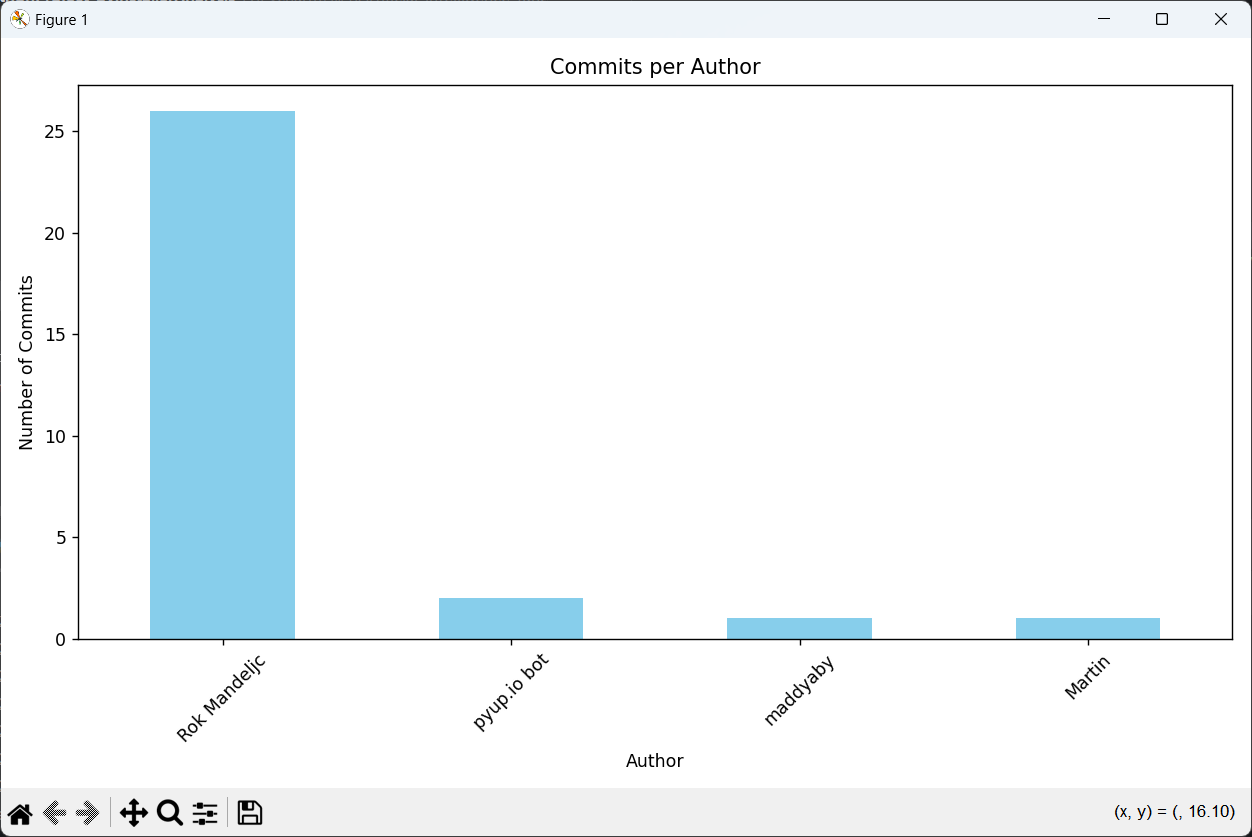 Figure 1
Commits per Author
25
20
15
10
5
0
Number of Commits
Rok Mandeljc
pyup.io bot
maddyaby
Martin
Author
(x, y) = (, 16.10)